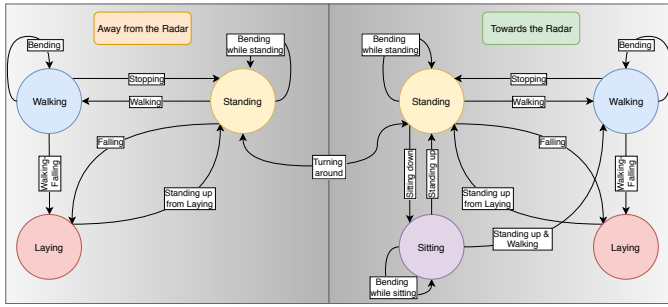 Away from the Radar
Bending
Bending
while standing
Stopping
Walking
Walking
Standing
Falling
Walking-
Falling
Standing up
from Laying
Laying
Turning
around
Towards the Radar
Bending
while standing
Bending
Stopping
Standing
Walking
Walking
Falling
Sitting down
Standing up
Walking-
Falling
Standing up
from Laying
Standing up &
Walking
Sitting
Laying
Bending
while sitting